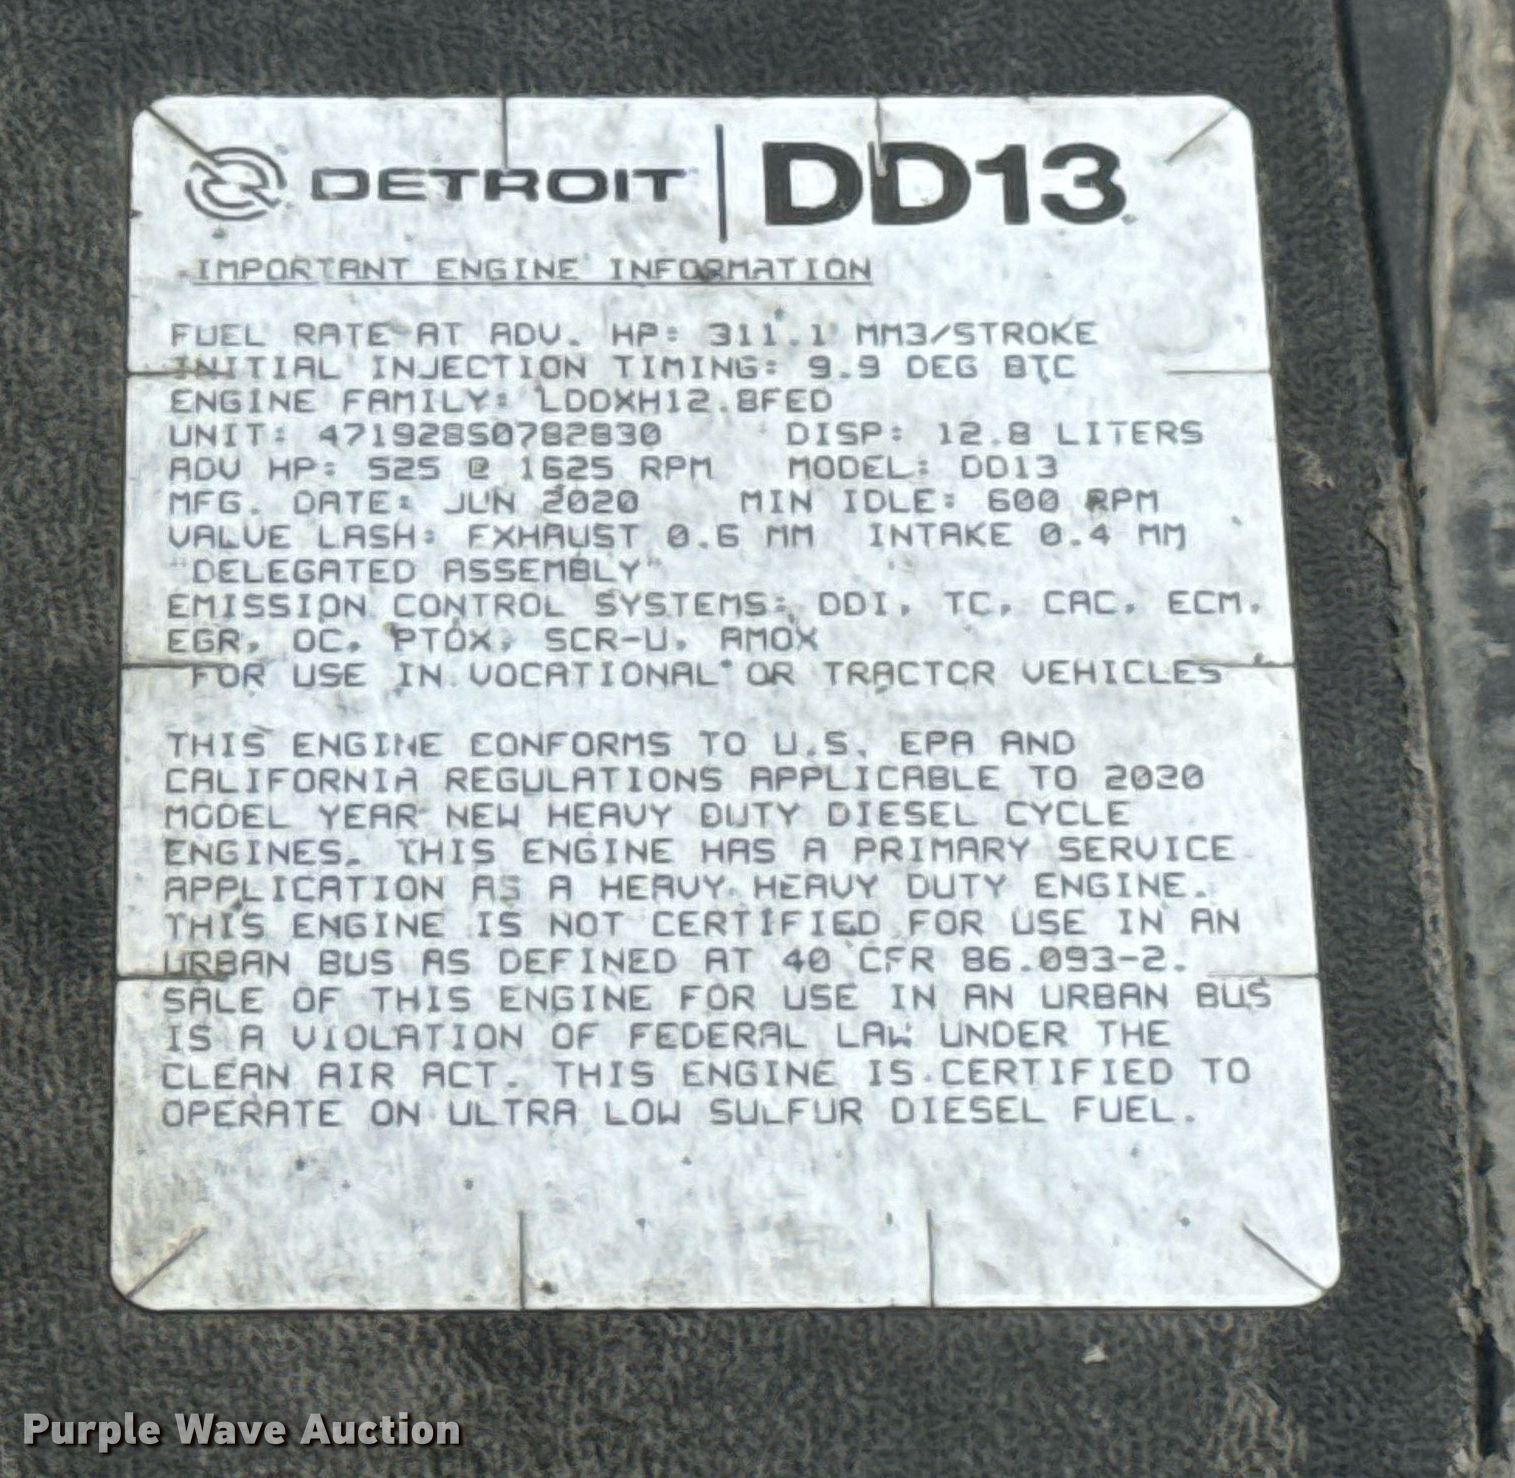 DETROIT | DD13
IMPORTANT ENGINE INFORMATION
FUEL RATE AT ADV. HP: 311.1 MM3/STROKE
INITIAL INJECTION TIMING: 9.9 DEG BTC
ENGINE FAMILY: LDDXH12.8FED
UNIT: 471928S0782830 DISP: 12.8 LITERS
ADV HP: 525 @ 1625 RPM MODEL: DD13
MFG. DATE: JUN 2020 MIN IDLE: 600 RPM
VALVE LASH: EXHAUST 0.6 MM INTAKE 0.4 MM
"DELEGATED ASSEMBLY"
EMISSION CONTROL SYSTEMS: DDI, TC, CAC, ECM,
EGR, OC, PTOX, SCR-U, AMOX
FOR USE IN VOCATIONAL OR TRACTOR VEHICLES
THIS ENGINE CONFORMS TO U.S. EPA AND
CALIFORNIA REGULATIONS APPLICABLE TO 2020
MODEL YEAR NEW HEAVY DUTY DIESEL CYCLE
ENGINES. THIS ENGINE HAS A PRIMARY SERVICE
APPLICATION AS A HEAVY HEAVY DUTY ENGINE.
THIS ENGINE IS NOT CERTIFIED FOR USE IN AN
URBAN BUS AS DEFINED AT 40 CFR 86.093-2.
SALE OF THIS ENGINE FOR USE IN AN URBAN BUS
IS A VIOLATION OF FEDERAL LAW UNDER THE
CLEAN AIR ACT. THIS ENGINE IS CERTIFIED TO
OPERATE ON ULTRA LOW SULFUR DIESEL FUEL.
Purple Wave Auction